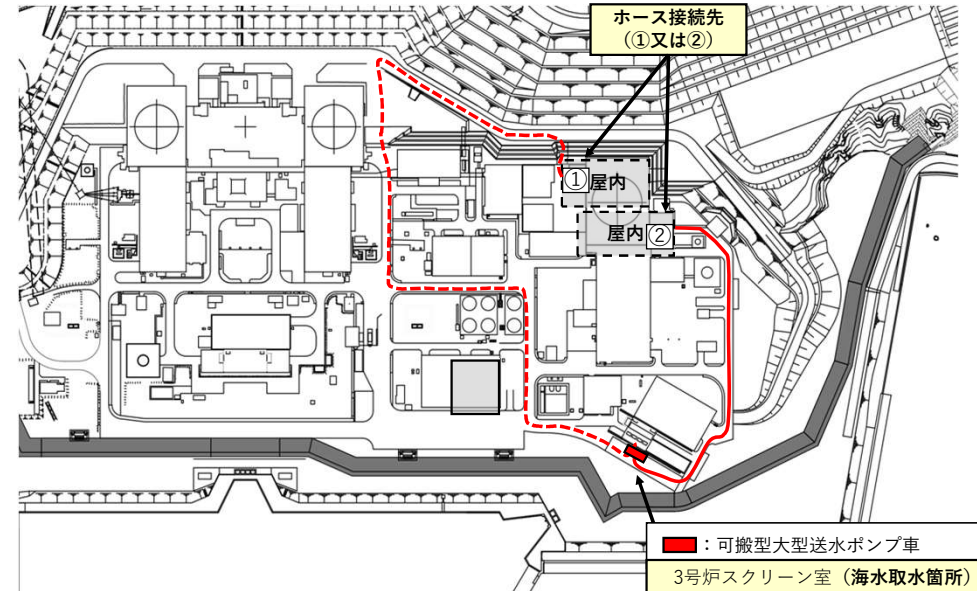 ホース接続先
(①又は②)
①屋内
屋内②
:可搬型大型送水ポンプ車
3号炉スクリーン室(海水取水箇所)